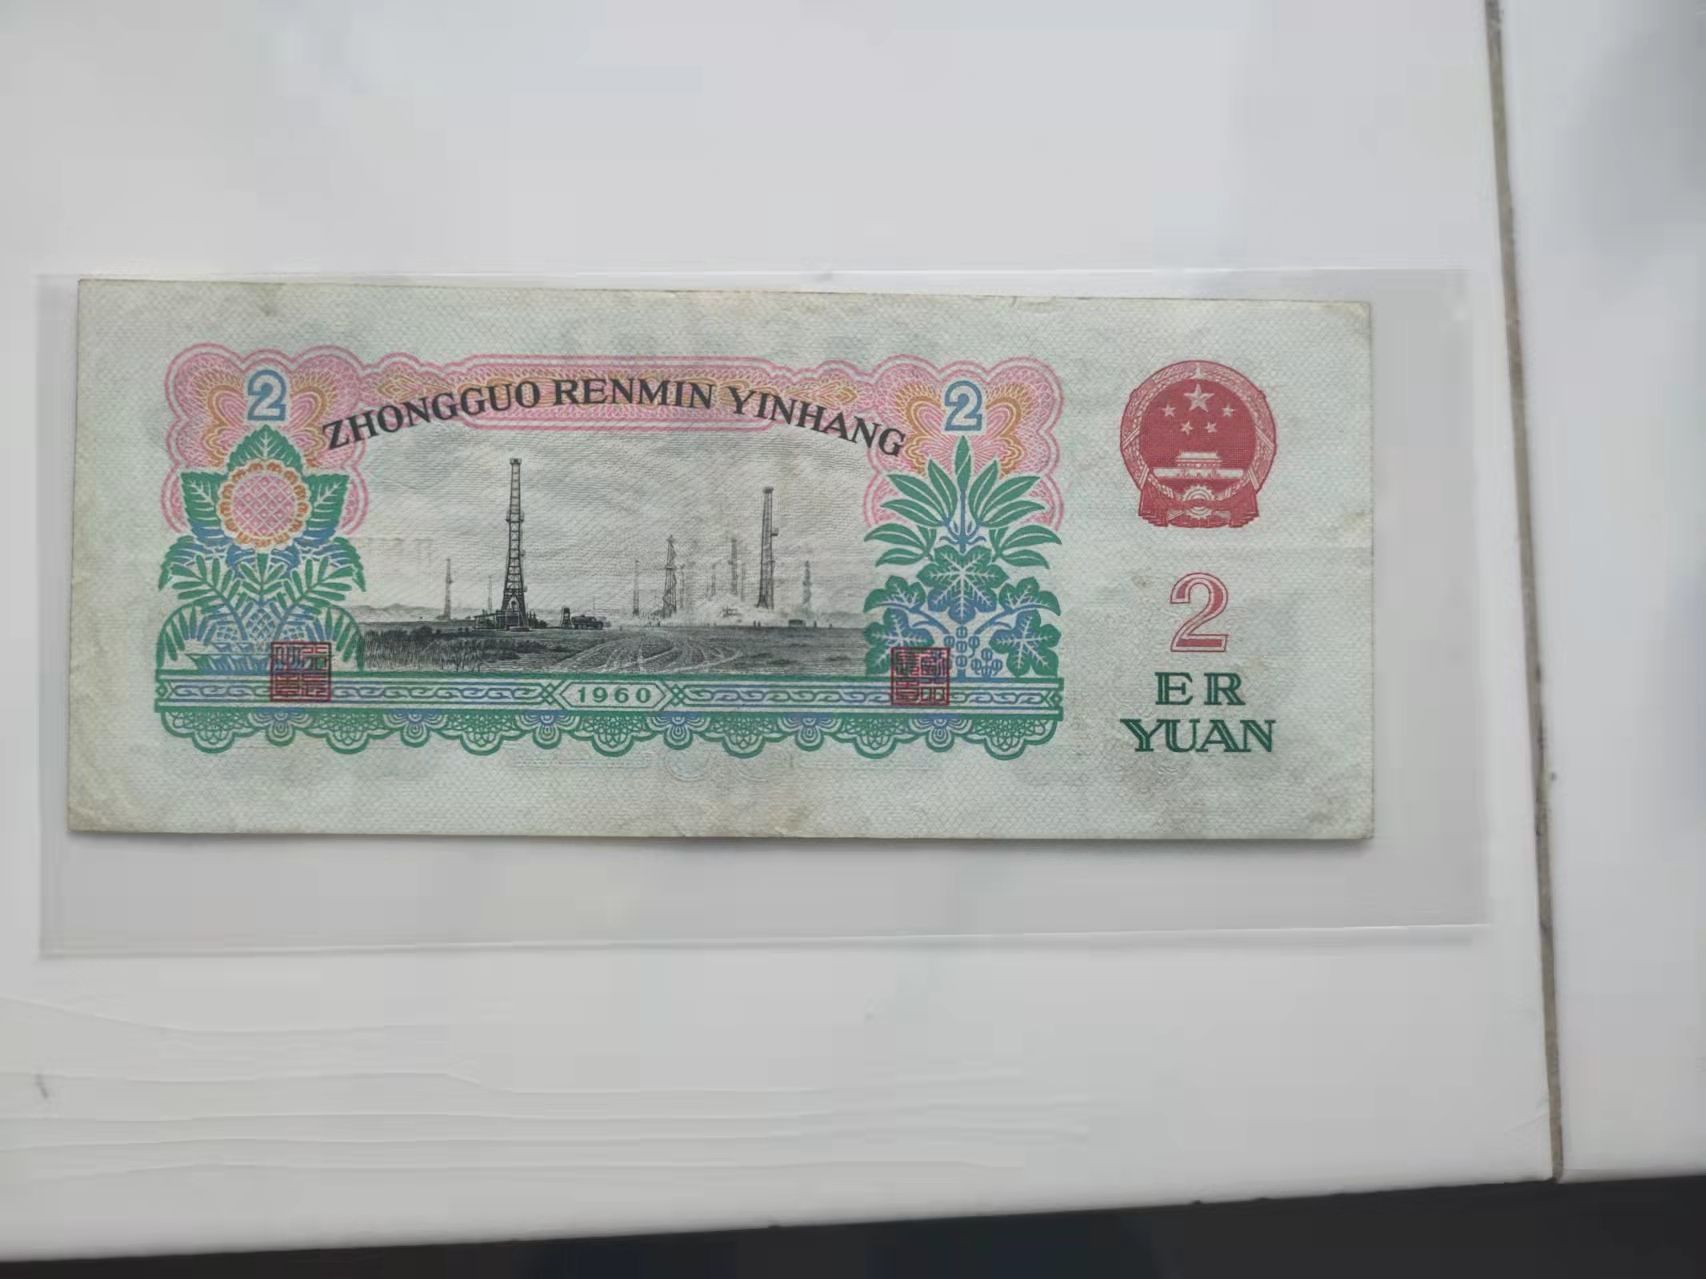 2
2
ZHONGGUO RENMIN YINHANG
1960
2
ER
YUAN